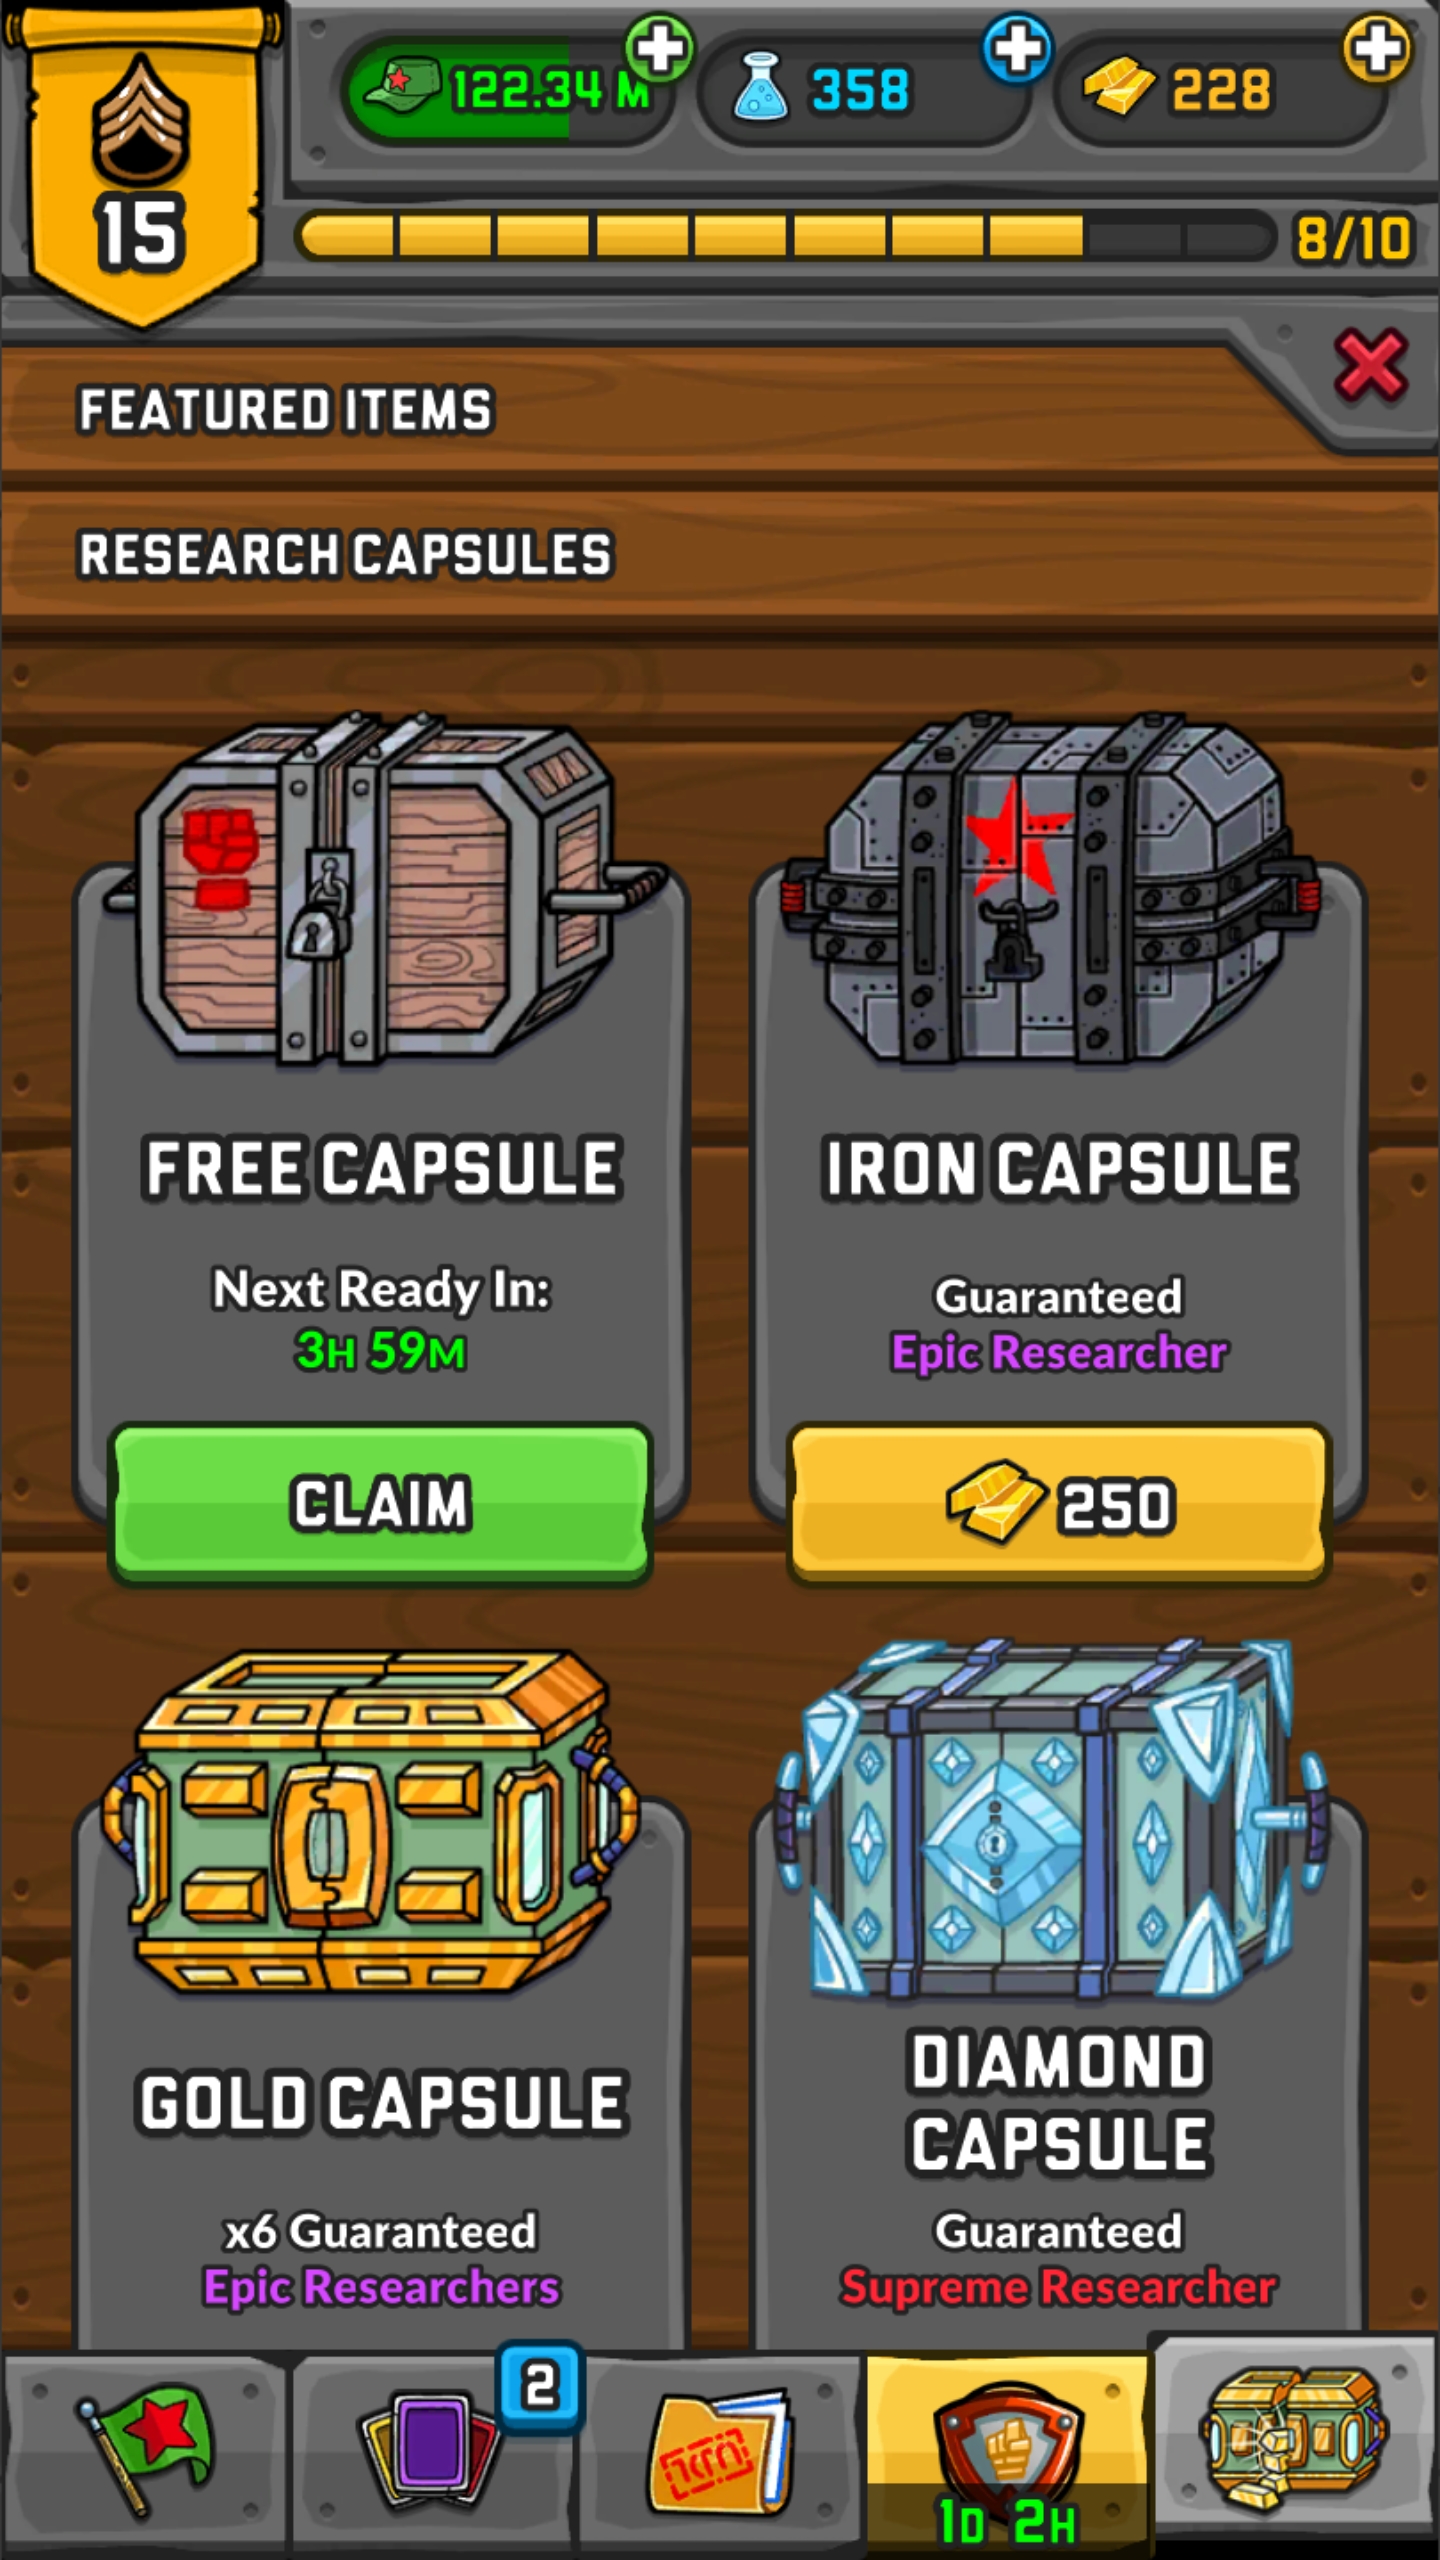 122.34 M
358
228
15
8/10
FEATURED ITEMS
RESEARCH CAPSULES
FREE CAPSULE
Next Ready In:
3H 59M
CLAIM
IRON CAPSULE
Guaranteed
Epic Researcher
250
GOLD CAPSULE
x6 Guaranteed
Epic Researchers
DIAMOND
CAPSULE
Guaranteed
Supreme Researcher
2
1D 2H